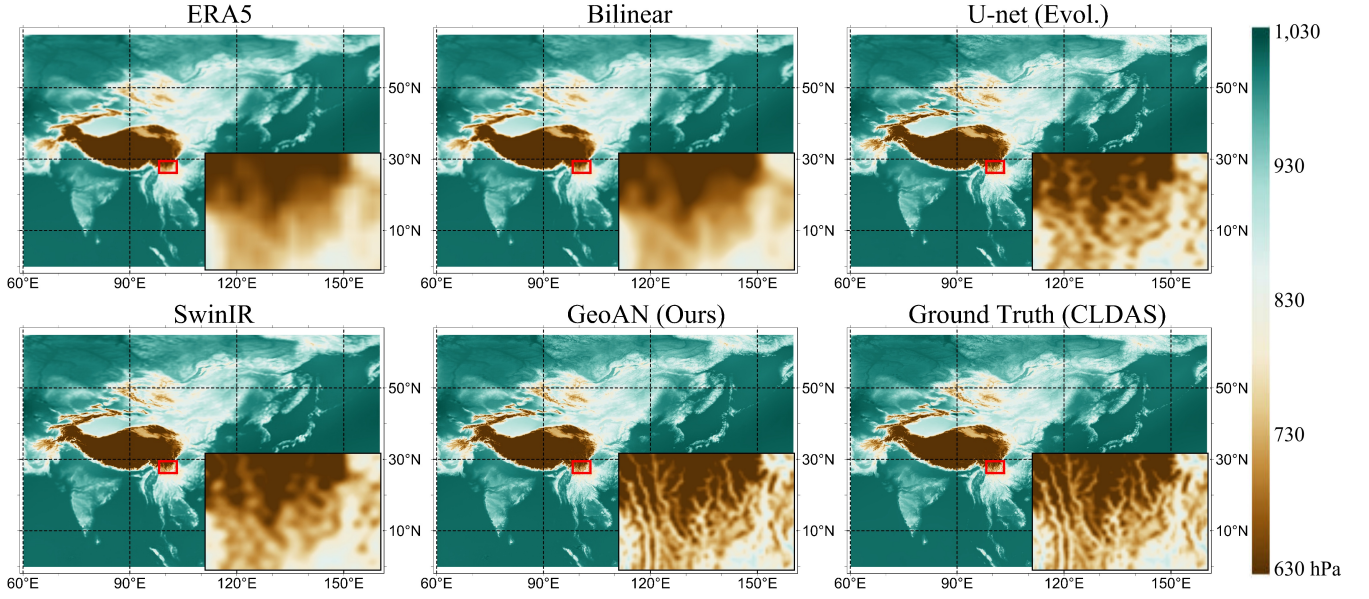 ERA5
Bilinear
U-net (Evol.)
1,030
50°N
50°N
50°N
930
30°N
30°N
30°N
10°N
10°N
10°N
60°E 90°E 120°E 150°E
60°E 90°E 120°E 150°E
60°E 90°E 120°E 150°E
830
SwinIR
GeoAN (Ours)
Ground Truth (CLDAS)
50°N
50°N
50°N
730
30°N
30°N
30°N
10°N
10°N
10°N
630 hPa
60°E 90°E 120°E 150°E
60°E 90°E 120°E 150°E
60°E 90°E 120°E 150°E